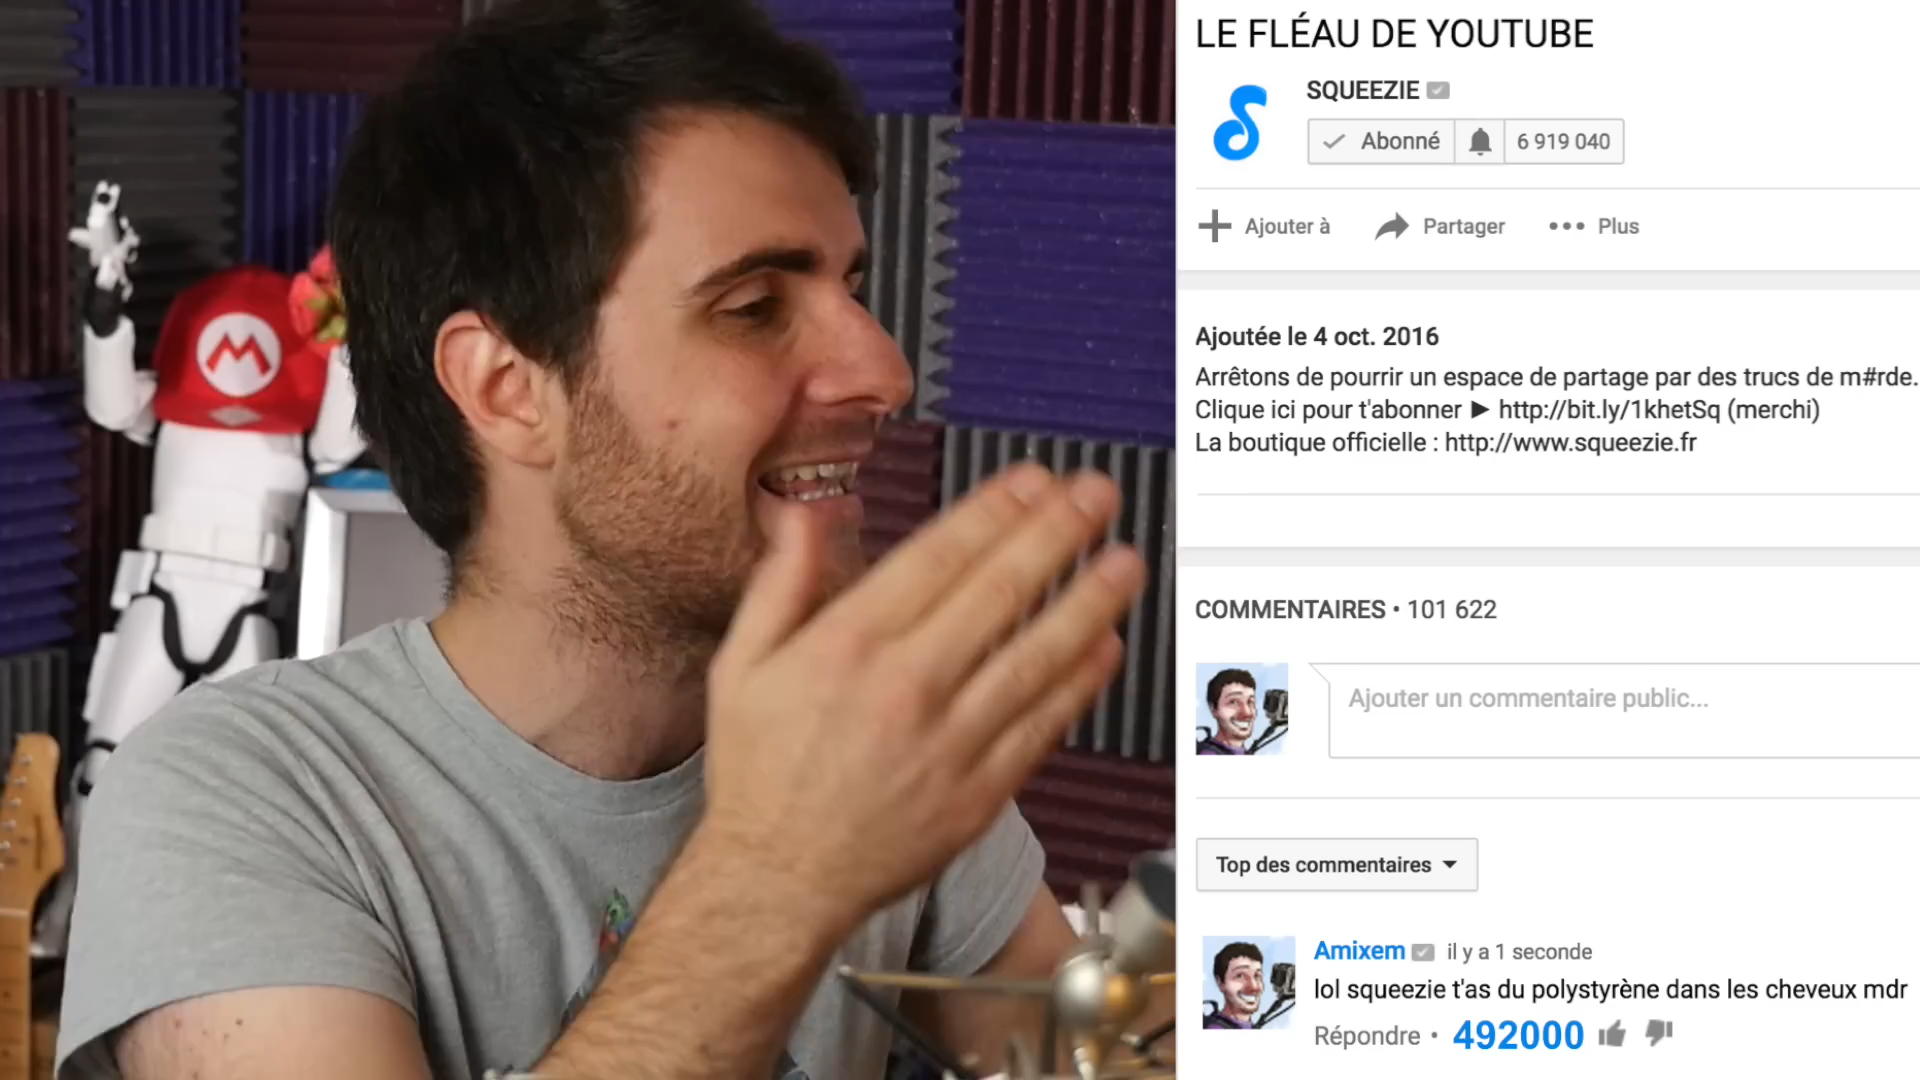 LE FLÉAU DE YOUTUBE
SQUEEZIE
Abonné 6 919 040
Ajouter à Partager Plus
Ajoutée le 4 oct. 2016
Arrêtons de pourrir un espace de partage par des trucs de m#rde.
Clique ici pour t'abonner ► http://bit.ly/1khetSq (merchi)
La boutique officielle : http://www.squeezie.fr
COMMENTAIRES • 101 622
Ajouter un commentaire public...
Top des commentaires
Amixem il y a 1 seconde
lol squeezie t'as du polystyrène dans les cheveux mdr
Répondre • 492000
M